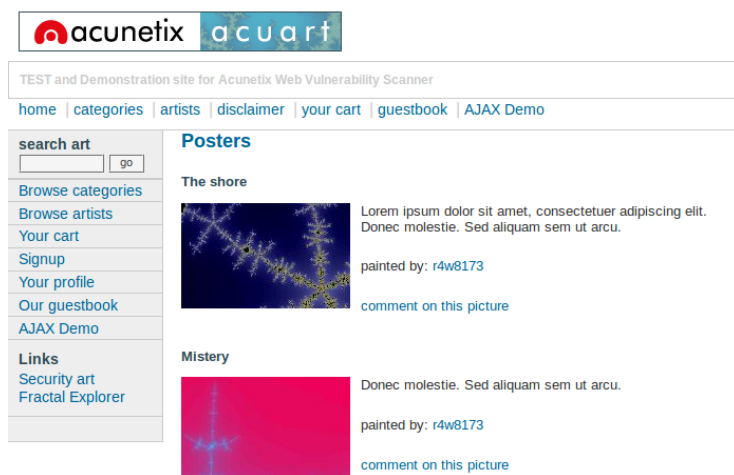 acunetix acuart
TEST and Demonstration site for Acunetix Web Vulnerability Scanner
home | categories | artists | disclaimer | your cart | guestbook | AJAX Demo
search art
go
Browse categories
Browse artists
Your cart
Signup
Your profile
Our guestbook
AJAX Demo
Links
Security art
Fractal Explorer
Posters
The shore
Lorem ipsum dolor sit amet, consectetuer adipiscing elit.
Donec molestie. Sed aliquam sem ut arcu.
painted by: r4w8173
comment on this picture
Mistery
Donec molestie. Sed aliquam sem ut arcu.
painted by: r4w8173
comment on this picture